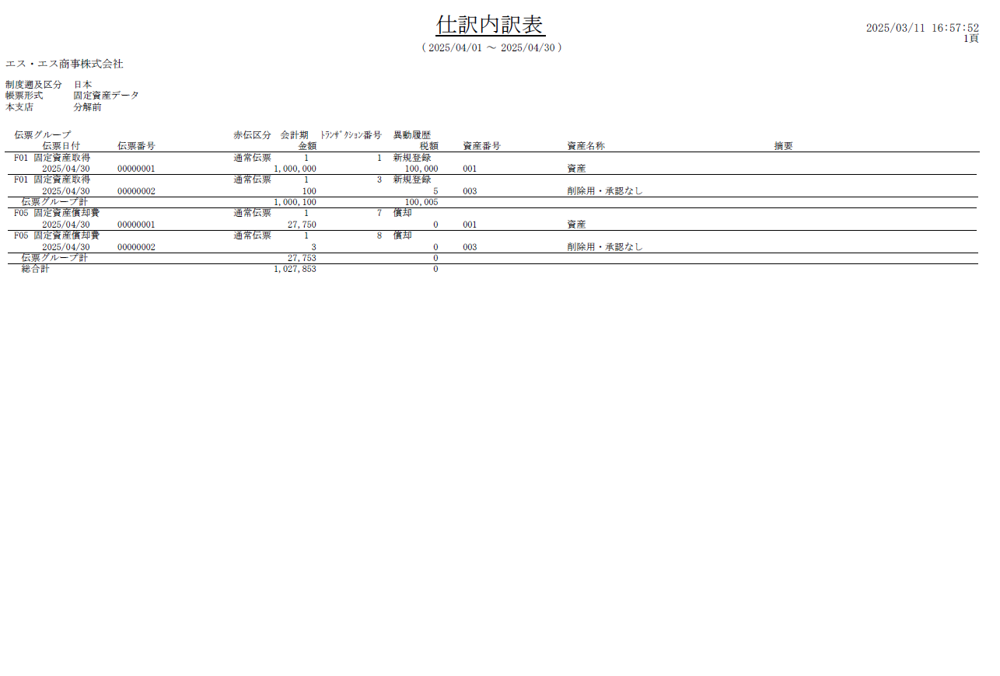 仕訳内訳表
2025/03/11 16:57:52
1頁
( 2025/04/01 ～ 2025/04/30 )
エス・エス商事株式会社
制度遡及区分 日本
帳票形式 固定資産データ
本支店 分解前
伝票グループ 赤伝区分 会計期 ﾄﾗﾝｻﾞｸｼｮﾝ番号 異動履歴
伝票日付 伝票番号 金額 税額 資産番号 資産名称 摘要
F01 固定資産取得 通常伝票 1 1 新規登録
2025/04/30 00000001 1,000,000 100,000 001 資産
F01 固定資産取得 通常伝票 1 3 新規登録
2025/04/30 00000002 100 5 003 削除用・承認なし
伝票グループ計 1,000,100 100,005
F05 固定資産償却費 通常伝票 1 7 償却
2025/04/30 00000001 27,750 0 001 資産
F05 固定資産償却費 通常伝票 1 8 償却
2025/04/30 00000002 3 0 003 削除用・承認なし
伝票グループ計 27,753 0
総合計 1,027,853 0